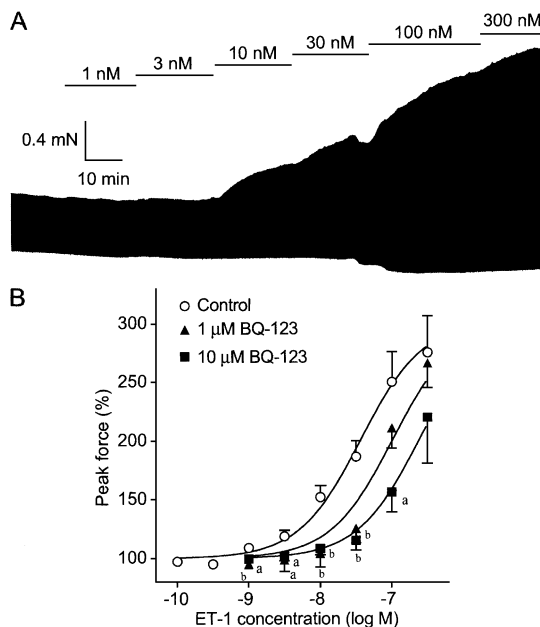 A
1 nM
3 nM
10 nM
30 nM
100 nM
300 nM
0.4 mN
10 min
B
Control
1 µM BQ-123
10 µM BQ-123
Peak force (%)
300
250
200
150
100
b
a
a
b
b
b
b
a
-10
-9
-8
-7
ET-1 concentration (log M)